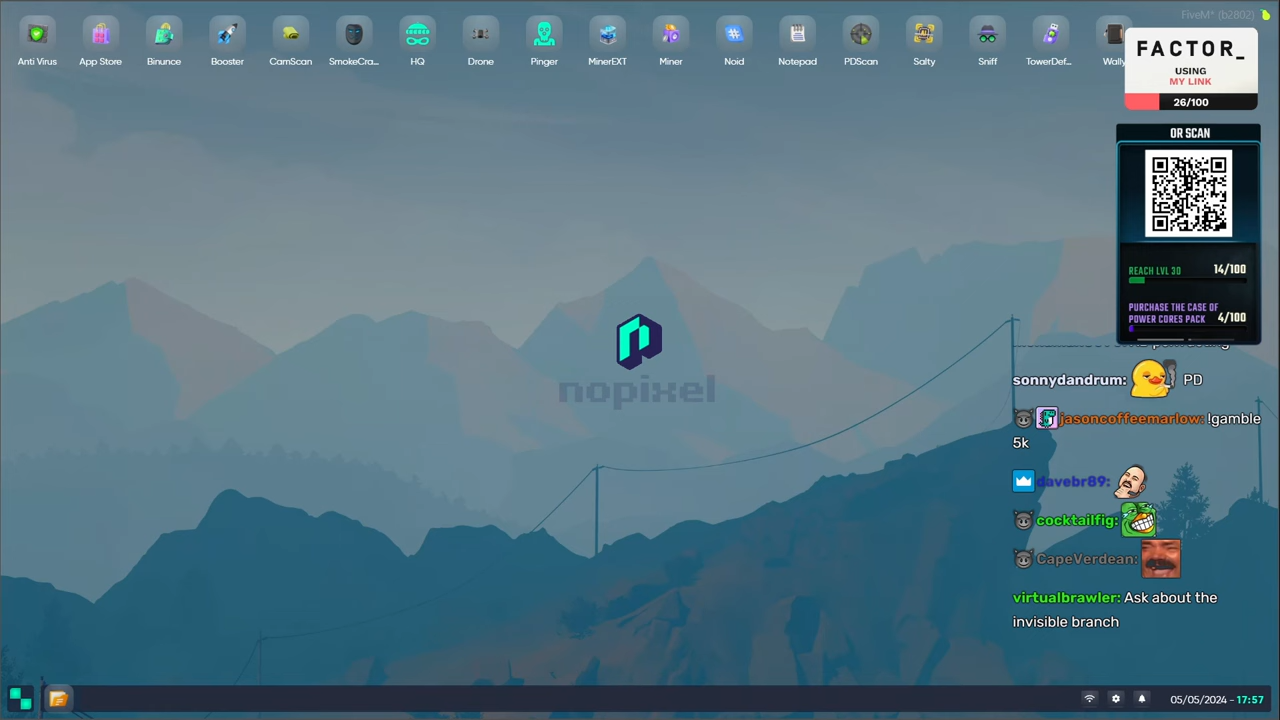 FiveM* (b2802)
Anti Virus
App Store
Binunce
Booster
CamScan
SmokeCra...
HQ
Drone
Pinger
MinerEXT
Miner
Noid
Notepad
PDScan
Salty
Sniff
TowerDef...
Wally
FACTOR_
USING
MY LINK
26/100
OR SCAN
REACH LVL 30 14/100
PURCHASE THE CASE OF
POWER CORES PACK 4/100
nopixel
sonnydandrum: PD
jasoncoffeemarlow: !gamble
5k
davebr89:
cocktailfig:
CapeVerdean:
virtualbrawler: Ask about the
invisible branch
05/05/2024 - 17:57